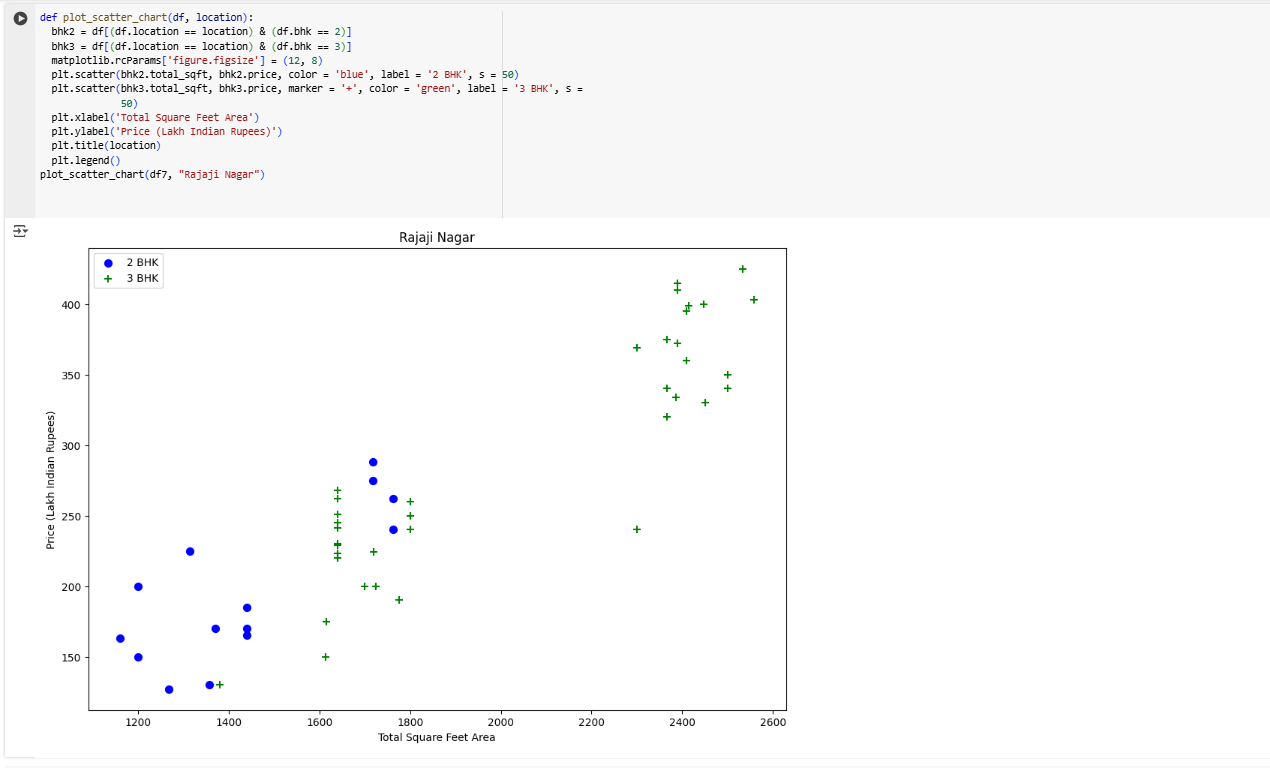 def plot_scatter_chart(df, location):
bhk2 = df[(df.location == location) & (df.bhk == 2)]
bhk3 = df[(df.location == location) & (df.bhk == 3)]
matplotlib.rcParams['figure.figsize'] = (12, 8)
plt.scatter(bhk2.total_sqft, bhk2.price, color = 'blue', label = '2 BHK', s = 50)
plt.scatter(bhk3.total_sqft, bhk3.price, marker = '+', color = 'green', label = '3 BHK', s =
50)
plt.xlabel('Total Square Feet Area')
plt.ylabel('Price (Lakh Indian Rupees)')
plt.title(location)
plt.legend()
plot_scatter_chart(df7, "Rajaji Nagar")
Rajaji Nagar
2 BHK
3 BHK
400
350
300
250
200
150
Price (Lakh Indian Rupees)
1200 1400 1600 1800 2000 2200 2400 2600
Total Square Feet Area